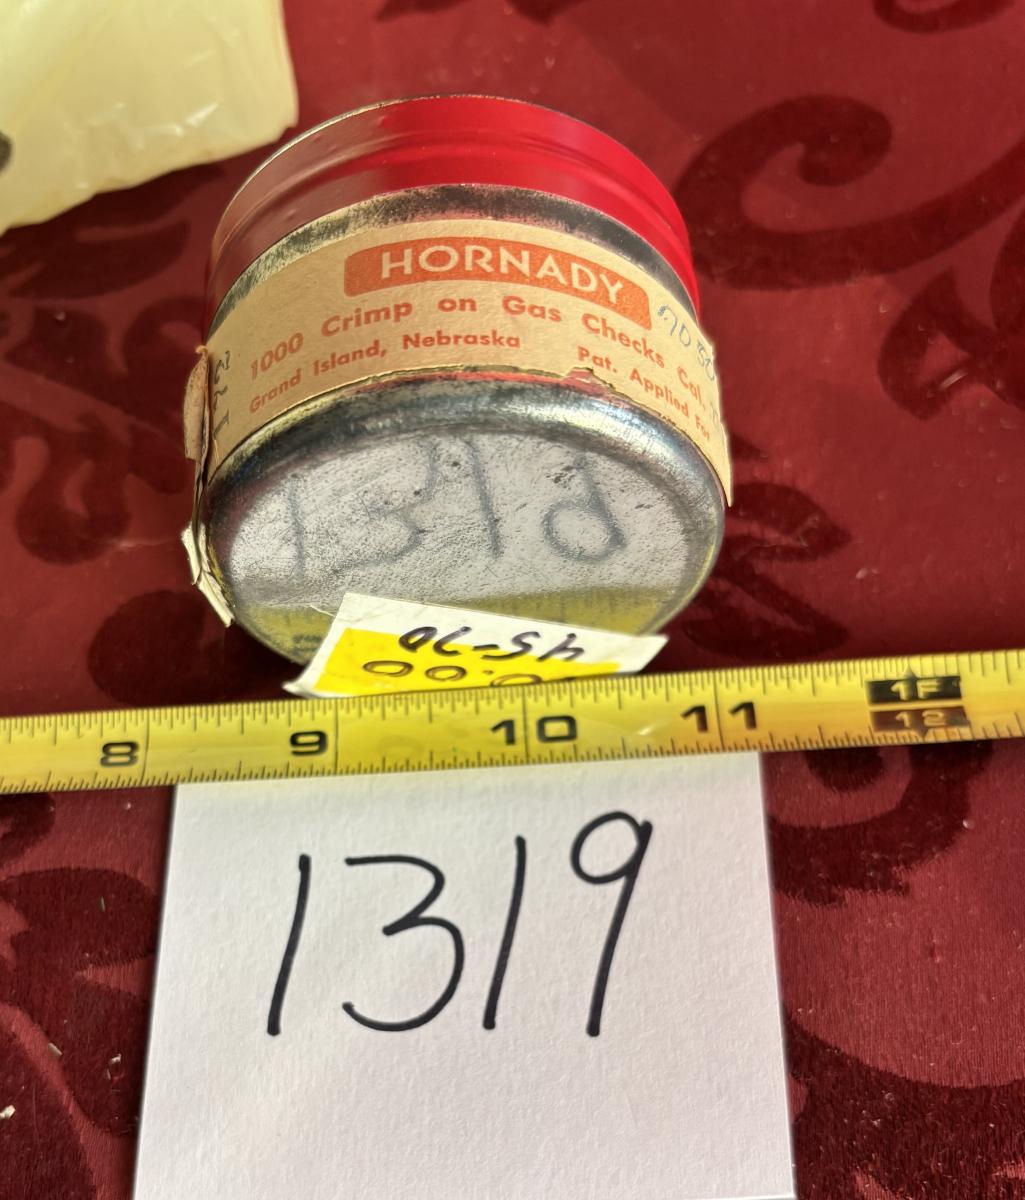 HORNADY
1000 Crimp on Gas Checks Cal.
Grand Island, Nebraska Pat. Applied For
45-70
8 9 10 11 1F
12
1319